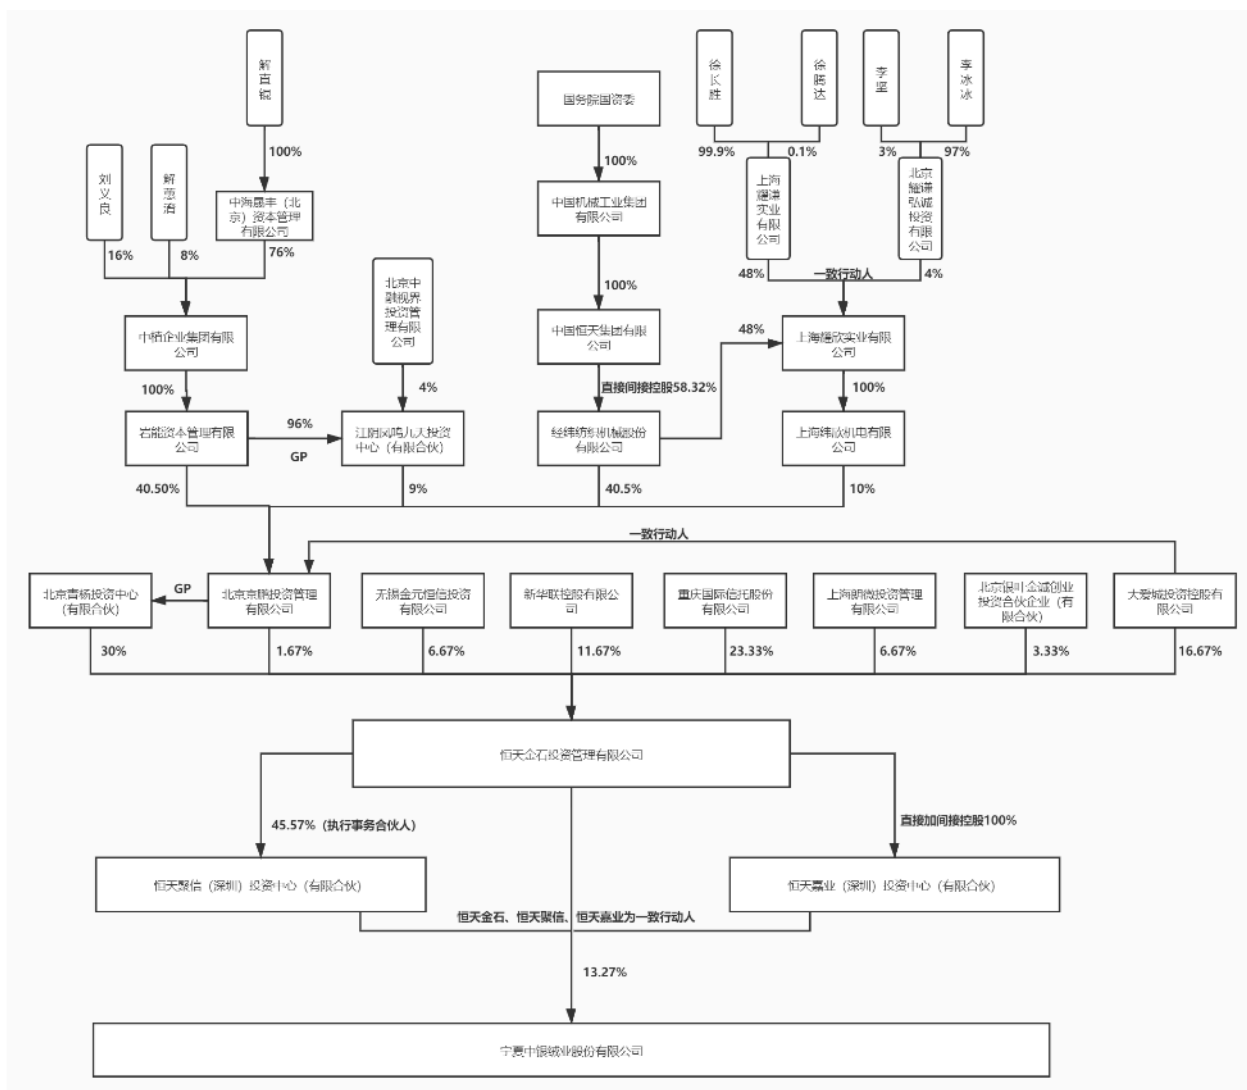 解直锟
国务院国资委
徐长胜
徐腾达
李坚
李冰冰
100%
99.9%
0.1%
3%
97%
刘义良
解蕙淯
中海晟丰（北
京）资本管理
有限公司
100%
中国机械工业集团
有限公司
上海
耀谦
实业
有限
公司
北京
耀谦
弘诚
投资
有限
公司
16%
8%
76%
48%
一致行动人
4%
北京中
融视界
投资管
理有限
公司
100%
中植企业集团有限
公司
中国恒天集团有限
公司
48%
上海耀欣实业有限
公司
100%
4%
直接间接控股58.32%
100%
岩能资本管理有限
公司
96%
GP
江阴凤鸣九天投资
中心（有限合伙）
经纬纺织机械股份
有限公司
上海纬欣机电有限
公司
40.50%
9%
40.5%
10%
一致行动人
北京青杨投资中心
（有限合伙）
GP
北京京鹏投资管理
有限公司
无锡金元恒信投资
有限公司
新华联控股有限公
司
重庆国际信托股份
有限公司
上海朗微投资管理
有限公司
北京银叶金诚创业
投资合伙企业（有
限合伙）
大爱城投资控股有
限公司
30%
1.67%
6.67%
11.67%
23.33%
6.67%
3.33%
16.67%
恒天金石投资管理有限公司
45.57%（执行事务合伙人）
直接加间接控股100%
恒天聚信（深圳）投资中心（有限合伙）
恒天嘉业（深圳）投资中心（有限合伙）
恒天金石、恒天聚信、恒天嘉业为一致行动人
13.27%
宁夏中银绒业股份有限公司